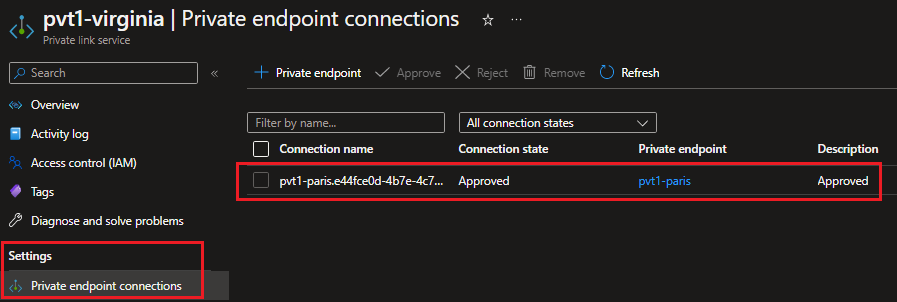 pvt1-virginia | Private endpoint connections ☆ ···
Private link service
Search «
+ Private endpoint Approve Reject Remove Refresh
Overview
Activity log
Filter by name... All connection states
Connection name Connection state Private endpoint Description
Access control (IAM)
pvt1-paris.e44fce0d-4b7e-4c7... Approved pvt1-paris Approved
Tags
Diagnose and solve problems
Settings
Private endpoint connections